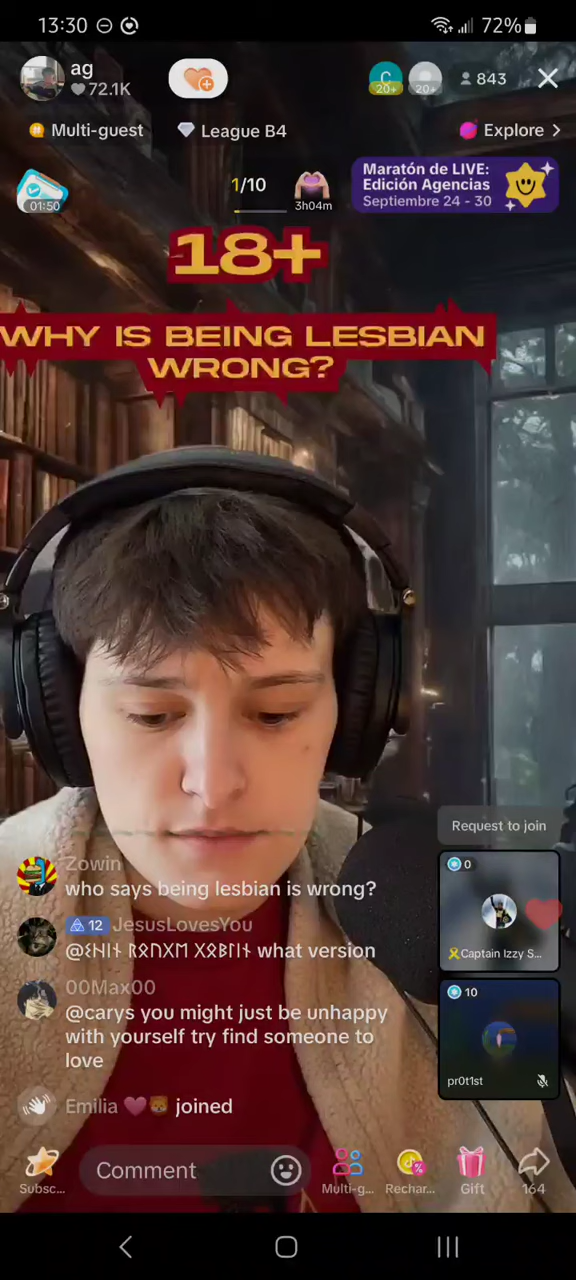 13:30
72%
ag
72.1K
C
20+
20+
843
Multi-guest
League B4
Explore
01:50
1/10
3h04m
Maratón de LIVE:
Edición Agencias
Septiembre 24 - 30
18+
WHY IS BEING LESBIAN
WRONG?
Request to join
0
Captain Izzy S...
10
pr0t1st
Zowin
who says being lesbian is wrong?
12 JesusLovesYou
@ᛊᚺᛁᚾ ᚱᛟᚢᚷᛖ ᚷᛟᛒᛚᛁᚾ what version
00Max00
@carys you might just be unhappy
with yourself try find someone to
love
Emilia 🩷🐯 joined
Comment
Subsc...
Multi-g...
Rechar...
Gift
164